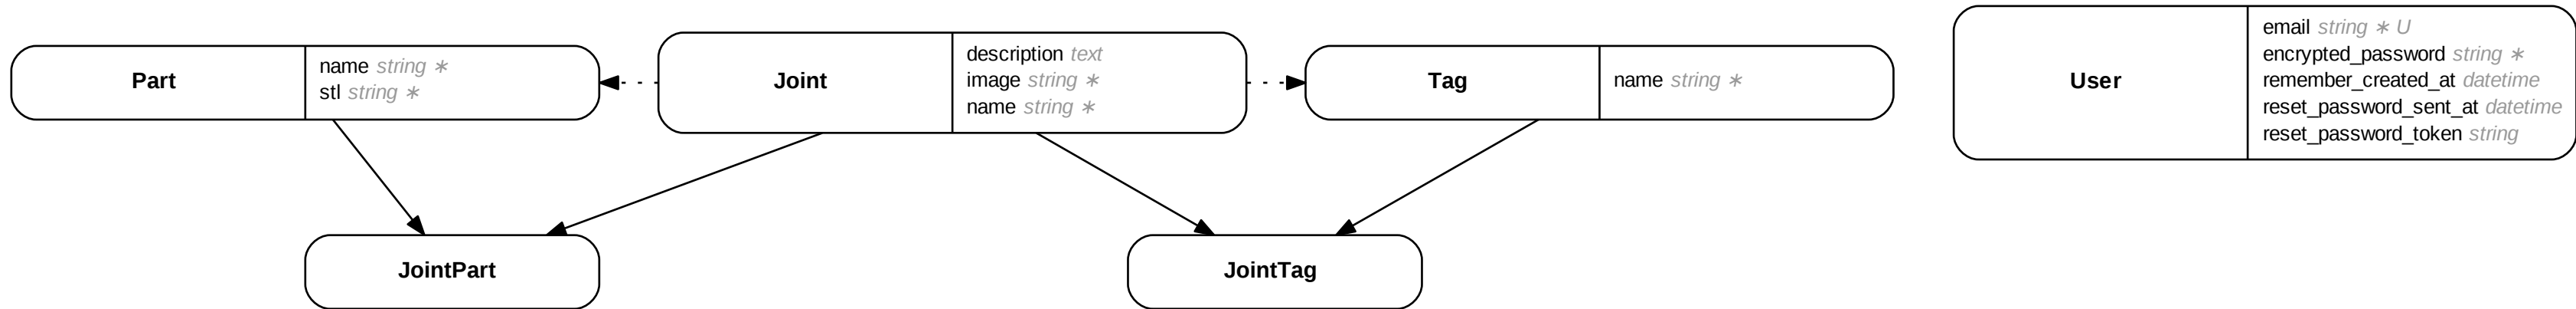 Part
name string ∗
stl string ∗
Joint
description text
image string ∗
name string ∗
Tag
name string ∗
User
email string ∗ U
encrypted_password string ∗
remember_created_at datetime
reset_password_sent_at datetime
reset_password_token string
JointPart
JointTag